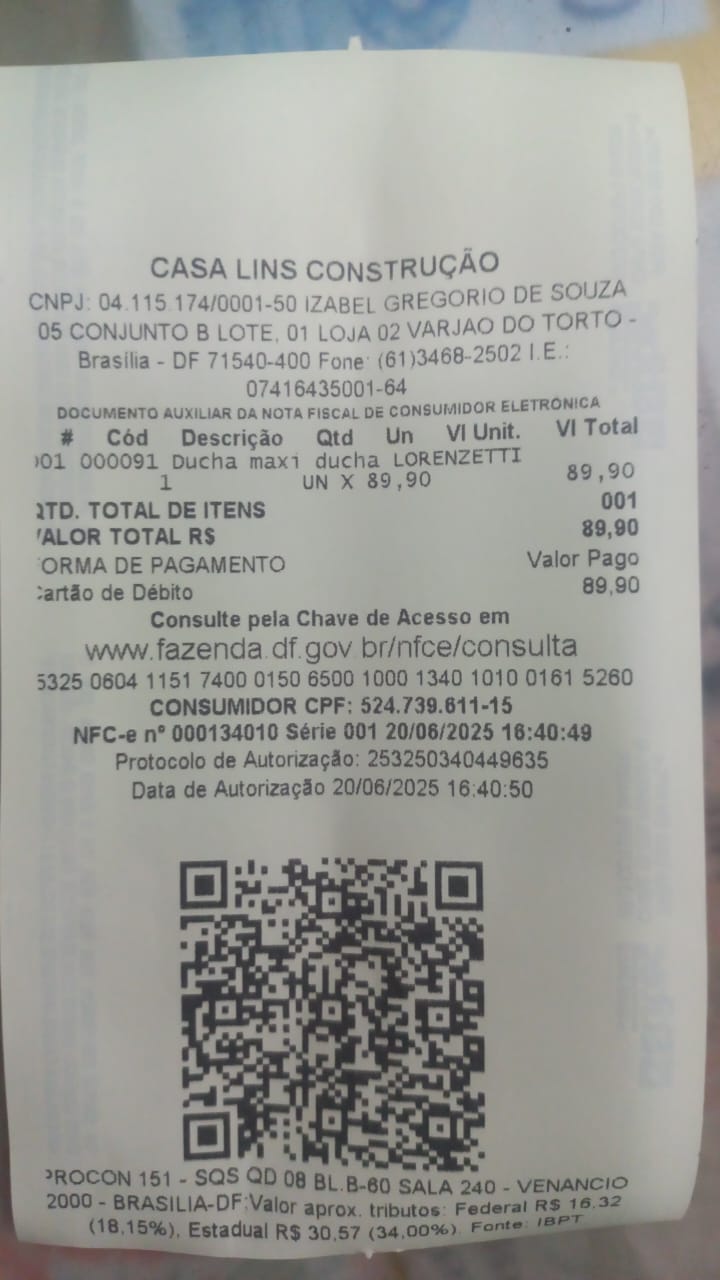 CASA LINS CONSTRUÇÃO
CNPJ: 04.115.174/0001-50 IZABEL GREGORIO DE SOUZA
05 CONJUNTO B LOTE, 01 LOJA 02 VARJAO DO TORTO -
Brasília - DF 71540-400 Fone: (61)3468-2502 I.E.:
07416435001-64
DOCUMENTO AUXILIAR DA NOTA FISCAL DE CONSUMIDOR ELETRÔNICA
# Cód Descrição Qtd Un Vl Unit. Vl Total
001 000091 Ducha maxi ducha LORENZETTI
1 UN X 89,90 89,90
QTD. TOTAL DE ITENS 001
VALOR TOTAL R$ 89,90
FORMA DE PAGAMENTO Valor Pago
Cartão de Débito 89,90
Consulte pela Chave de Acesso em
www.fazenda.df.gov.br/nfce/consulta
5325 0604 1151 7400 0150 6500 1000 1340 1010 0161 5260
CONSUMIDOR CPF: 524.739.611-15
NFC-e nº 000134010 Série 001 20/06/2025 16:40:49
Protocolo de Autorização: 253250340449635
Data de Autorização 20/06/2025 16:40:50
PROCON 151 - SQS QD 08 BL.B-60 SALA 240 - VENANCIO
2000 - BRASILIA-DF;Valor aprox. tributos: Federal R$ 16,32
(18,15%), Estadual R$ 30,57 (34,00%). Fonte: IBPT